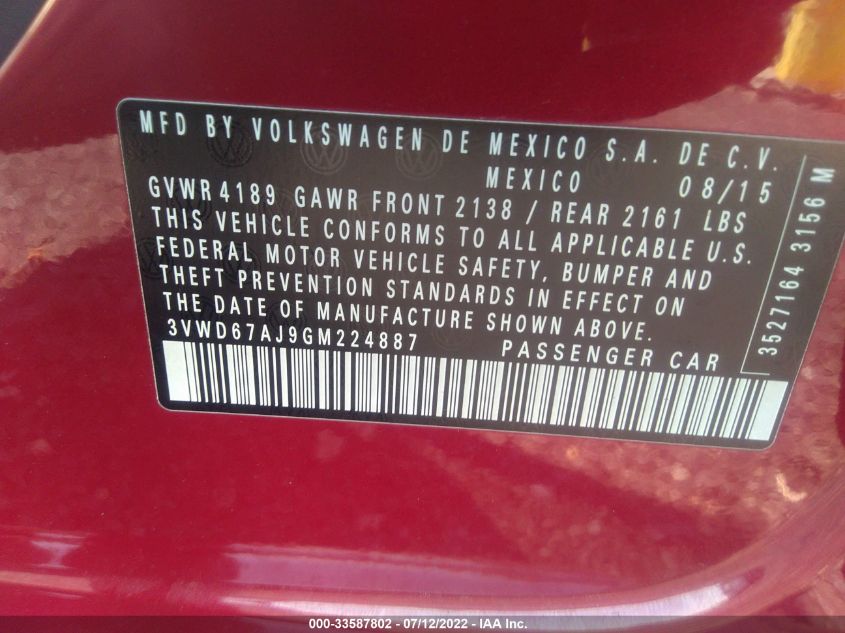 MFD BY VOLKSWAGEN DE MEXICO S.A. DE C.V.
MEXICO 08/15
GVWR 4189 GAWR FRONT 2138 / REAR 2161 LBS
THIS VEHICLE CONFORMS TO ALL APPLICABLE U.S.
FEDERAL MOTOR VEHICLE SAFETY, BUMPER AND
THEFT PREVENTION STANDARDS IN EFFECT ON
THE DATE OF MANUFACTURE SHOWN ABOVE.
3VWD67AJ9GM224887 PASSENGER CAR
3527164 3156 M
000-33587802 - 07/12/2022 - IAA Inc.